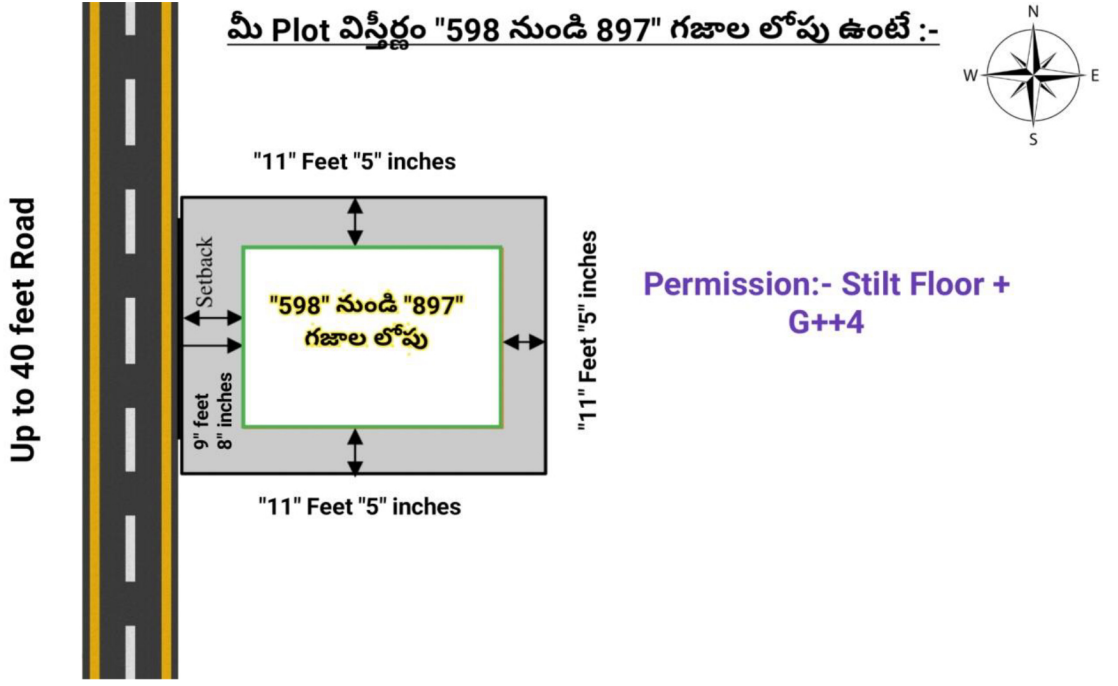 మీ Plot విస్తీర్ణం "598 నుండి 897" గజాల లోపు ఉంటే :-
N
W
E
S
"11" Feet "5" inches
Up to 40 feet Road
Setback
"598" నుండి "897"
గజాల లోపు
9" feet
8" inches
"11" Feet "5" inches
Permission:- Stilt Floor +
G++4
"11" Feet "5" inches